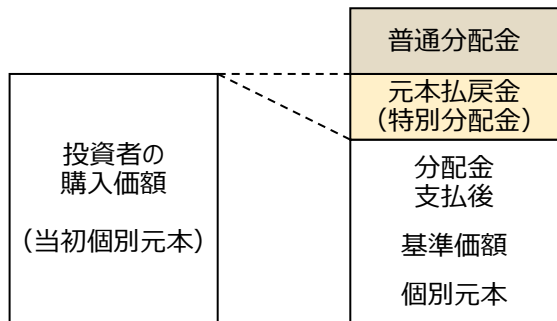 普通分配金
元本払戻金
（特別分配金）
投資者の
購入価額
（当初個別元本）
分配金
支払後
基準価額
個別元本